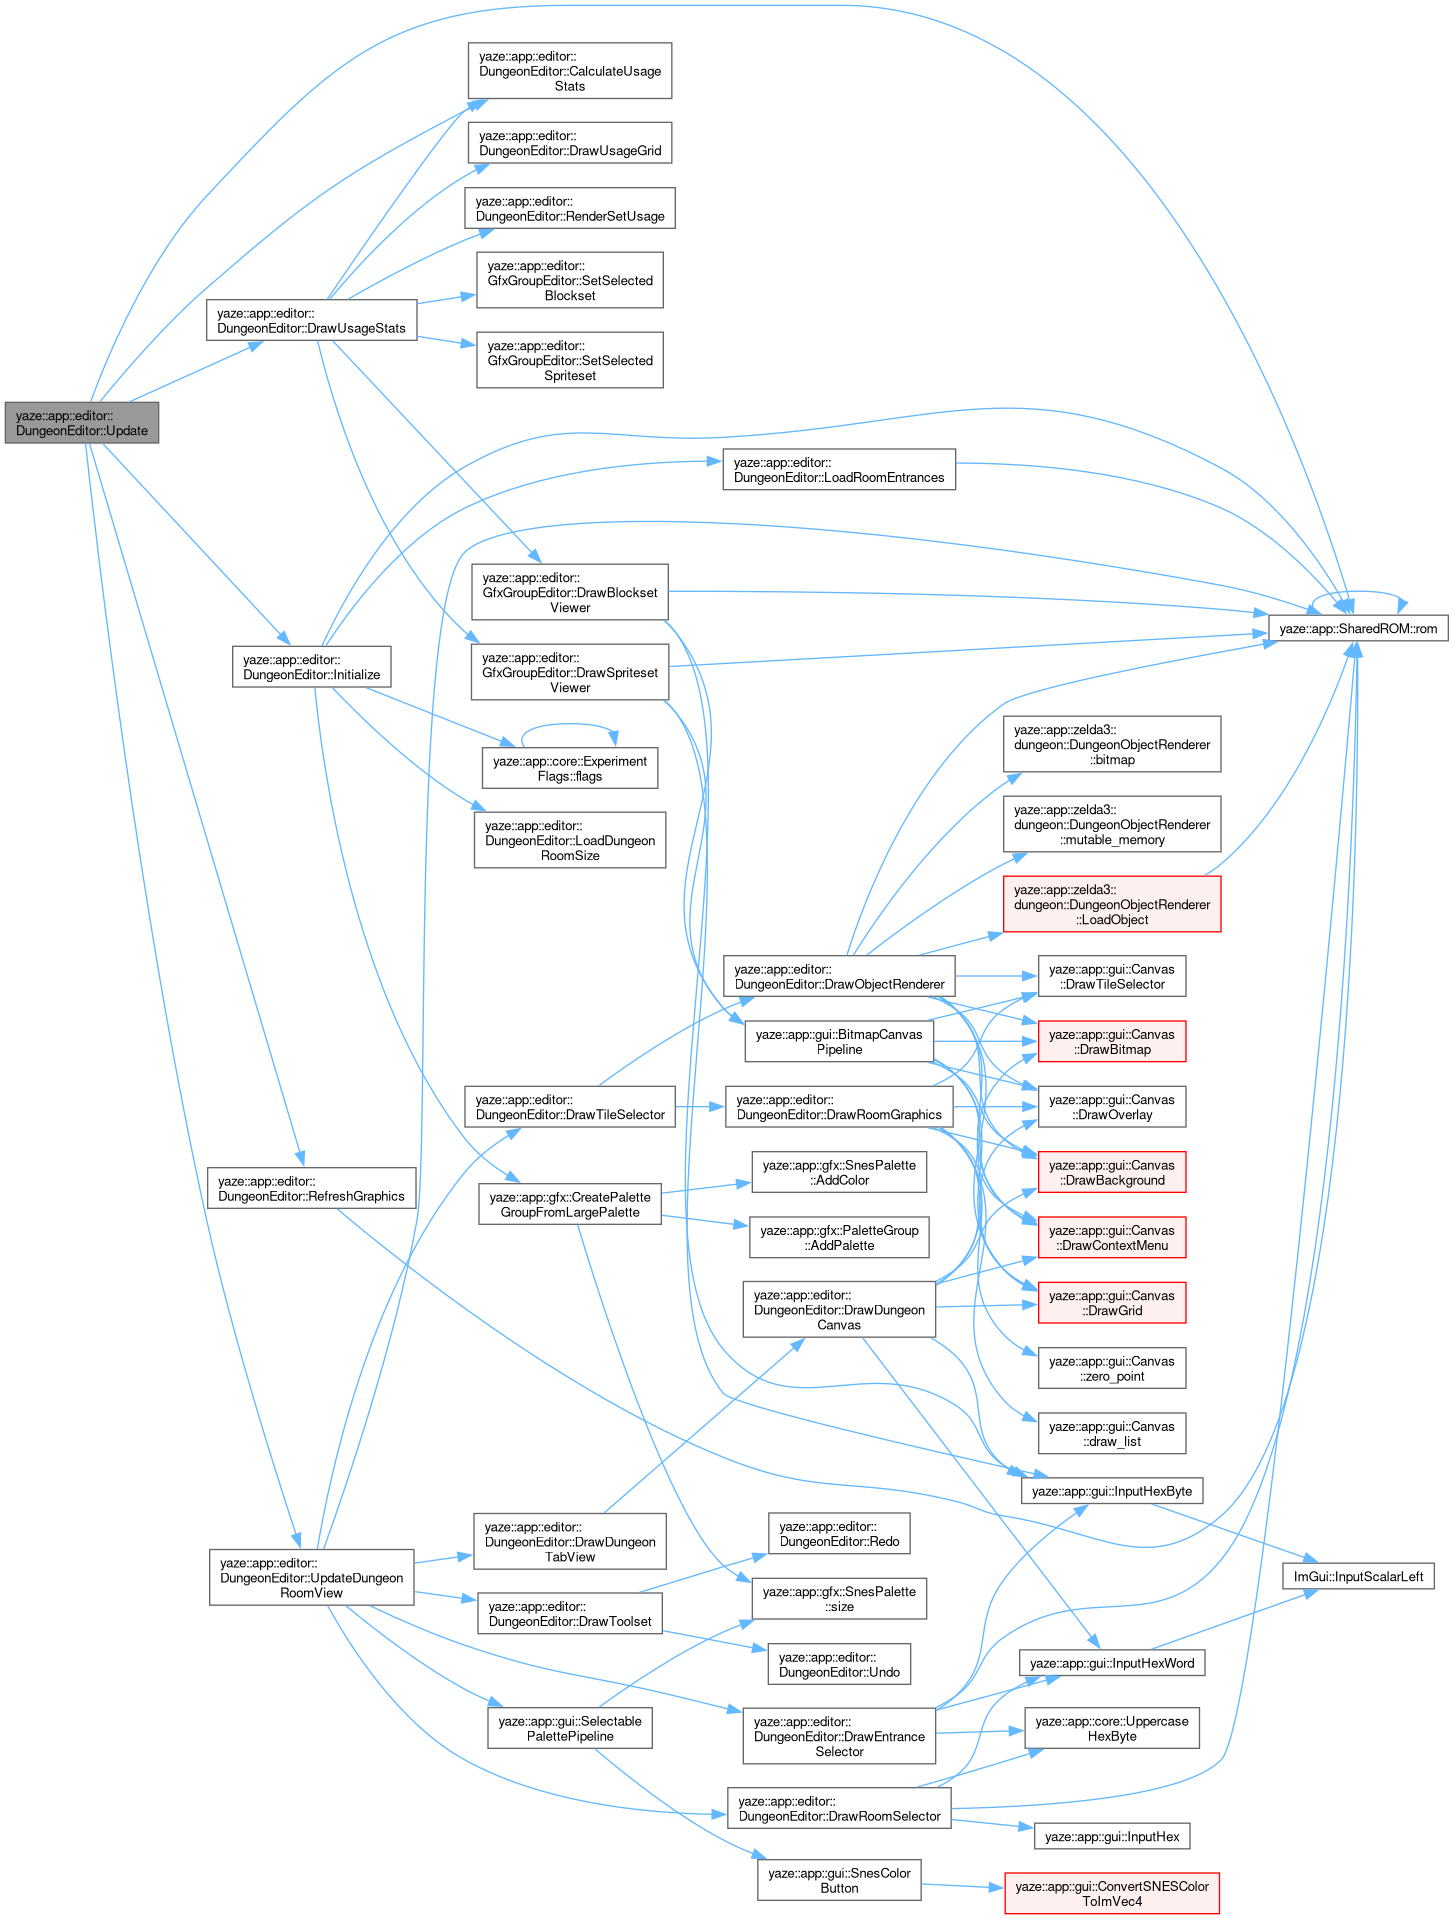 yaze::app::editor::
DungeonEditor::Update
yaze::app::editor::
DungeonEditor::DrawUsageStats
yaze::app::editor::
DungeonEditor::Initialize
yaze::app::editor::
DungeonEditor::RefreshGraphics
yaze::app::editor::
DungeonEditor::UpdateDungeon
RoomView
yaze::app::editor::
DungeonEditor::CalculateUsage
Stats
yaze::app::editor::
DungeonEditor::DrawUsageGrid
yaze::app::editor::
DungeonEditor::RenderSetUsage
yaze::app::editor::
GfxGroupEditor::SetSelected
Blockset
yaze::app::editor::
GfxGroupEditor::SetSelected
Spriteset
yaze::app::editor::
GfxGroupEditor::DrawBlockset
Viewer
yaze::app::editor::
GfxGroupEditor::DrawSpriteset
Viewer
yaze::app::core::Experiment
Flags::flags
yaze::app::editor::
DungeonEditor::LoadDungeon
RoomSize
yaze::app::editor::
DungeonEditor::DrawTileSelector
yaze::app::gfx::CreatePalette
GroupFromLargePalette
yaze::app::editor::
DungeonEditor::DrawDungeon
TabView
yaze::app::editor::
DungeonEditor::DrawToolset
yaze::app::gui::Selectable
PalettePipeline
yaze::app::editor::
DungeonEditor::LoadRoomEntrances
yaze::app::editor::
DungeonEditor::DrawObjectRenderer
yaze::app::gui::BitmapCanvas
Pipeline
yaze::app::editor::
DungeonEditor::DrawRoomGraphics
yaze::app::gfx::SnesPalette
::AddColor
yaze::app::gfx::PaletteGroup
::AddPalette
yaze::app::editor::
DungeonEditor::DrawDungeon
Canvas
yaze::app::editor::
DungeonEditor::Redo
yaze::app::gfx::SnesPalette
::size
yaze::app::editor::
DungeonEditor::Undo
yaze::app::editor::
DungeonEditor::DrawEntrance
Selector
yaze::app::editor::
DungeonEditor::DrawRoomSelector
yaze::app::gui::SnesColor
Button
yaze::app::zelda3::
dungeon::DungeonObjectRenderer
::bitmap
yaze::app::zelda3::
dungeon::DungeonObjectRenderer
::mutable_memory
yaze::app::zelda3::
dungeon::DungeonObjectRenderer
::LoadObject
yaze::app::gui::Canvas
::DrawTileSelector
yaze::app::gui::Canvas
::DrawBitmap
yaze::app::gui::Canvas
::DrawOverlay
yaze::app::gui::Canvas
::DrawBackground
yaze::app::gui::Canvas
::DrawContextMenu
yaze::app::gui::Canvas
::DrawGrid
yaze::app::gui::Canvas
::zero_point
yaze::app::gui::Canvas
::draw_list
yaze::app::gui::InputHexByte
yaze::app::gui::InputHexWord
yaze::app::core::Uppercase
HexByte
yaze::app::gui::InputHex
yaze::app::gui::ConvertSNESColor
ToImVec4
yaze::app::SharedROM::rom
ImGui::InputScalarLeft